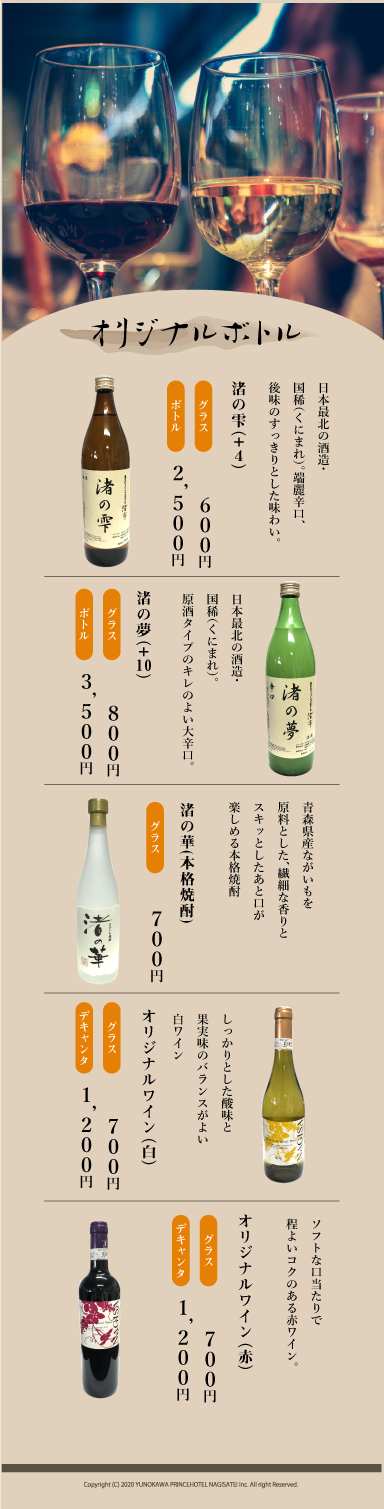 オリジナルボトル
日本最北の酒造・
国稀(くにまれ)。端麗辛口、
後味のすっきりとした味わい。
渚の雫(+4)
グラス 600円
ボトル 2,500円
渚の雫
日本最北の酒造・
国稀(くにまれ)。
原酒タイプのキレのよい大辛口。
渚の夢(+10)
グラス 800円
ボトル 3,500円
渚の夢
辛口
青森県産ながいもを
原料とした、繊細な香りと
スキッとしたあと口が
楽しめる本格焼酎
渚の華(本格焼酎)
グラス 700円
渚の華
しっかりとした酸味と
果実味のバランスがよい
白ワイン
オリジナルワイン(白)
グラス 700円
デキャンタ 1,200円
ソフトな口当たりで
程よいコクのある赤ワイン。
オリジナルワイン(赤)
グラス 700円
デキャンタ 1,200円
Copyright (C) 2020 YUNOKAWA PRINCEHOTEL NAGISATEI Inc. All right Reserved.